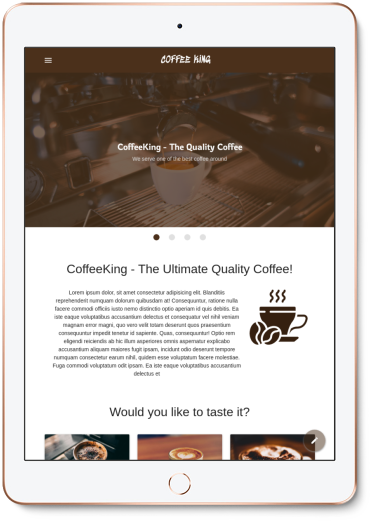 COFFEE KING
CoffeeKing - The Quality Coffee
We serve one of the best coffee around
CoffeeKing - The Ultimate Quality Coffee!
Lorem ipsum dolor, sit amet consectetur adipisicing elit. Blanditiis
reprehenderit numquam dolorum quibusdam at! Consequuntur, ratione nulla
facere commodi officiis iusto nemo distinctio optio aperiam id quia debitis. Ea
iste eaque voluptatibus accusantium delectus et consequatur vel nihil veniam
magnam error magni, quo vero velit totam deserunt quos praesentium
consequuntur impedit tenetur id sapiente. Quas, consequuntur! Optio rem
eligendi reiciendis ab hic illum asperiores omnis aspernatur explicabo
accusantium aliquam maiores fugit ipsam, incidunt odio deserunt tempore
numquam consectetur earum nihil, quidem esse voluptatum facere molestiae.
Fuga commodi voluptatum odit ipsam. Ea iste eaque voluptatibus accusantium
delectus et
Would you like to taste it?